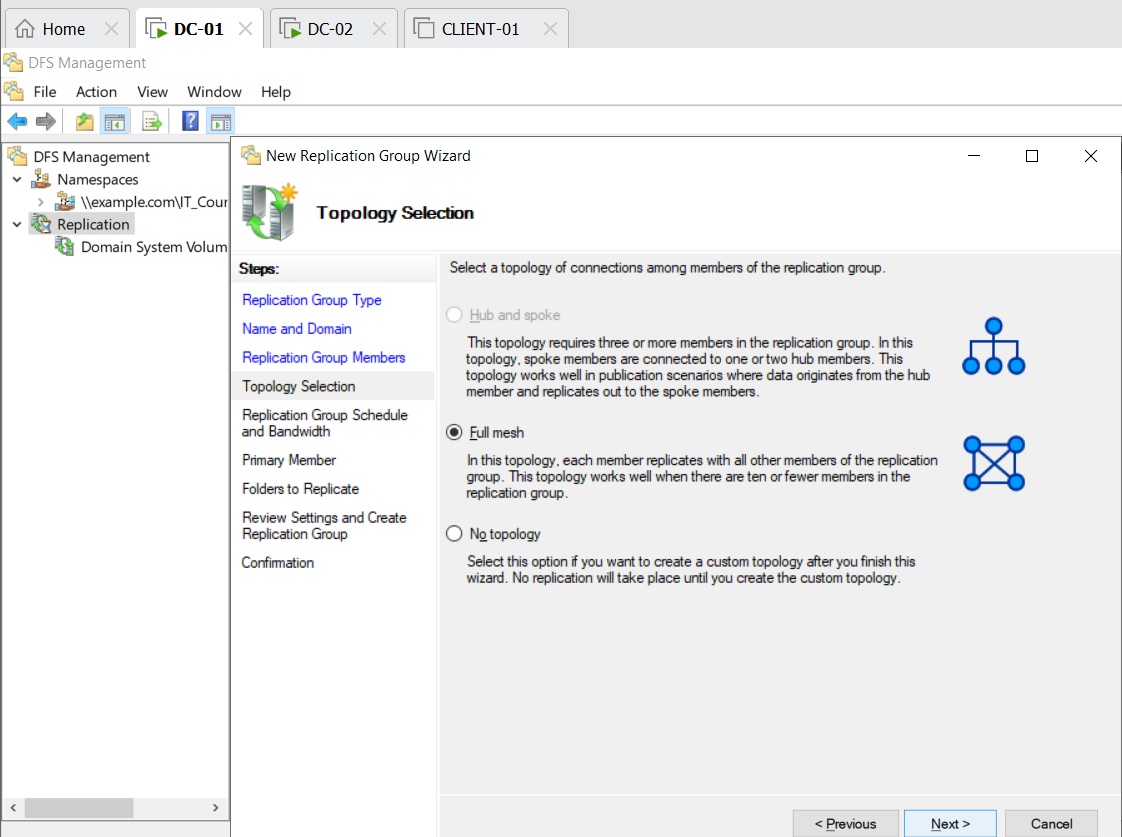 Home
DC-01
DC-02
CLIENT-01
DFS Management
File Action View Window Help
DFS Management
Namespaces
\\example.com\IT_Cour
Replication
Domain System Volum
New Replication Group Wizard
Topology Selection
Steps:
Replication Group Type
Name and Domain
Replication Group Members
Topology Selection
Replication Group Schedule
and Bandwidth
Primary Member
Folders to Replicate
Review Settings and Create
Replication Group
Confirmation
Select a topology of connections among members of the replication group.
Hub and spoke
This topology requires three or more members in the replication group. In this
topology, spoke members are connected to one or two hub members. This
topology works well in publication scenarios where data originates from the hub
member and replicates out to the spoke members.
Full mesh
In this topology, each member replicates with all other members of the replication
group. This topology works well when there are ten or fewer members in the
replication group.
No topology
Select this option if you want to create a custom topology after you finish this
wizard. No replication will take place until you create the custom topology.
< Previous
Next >
Cancel